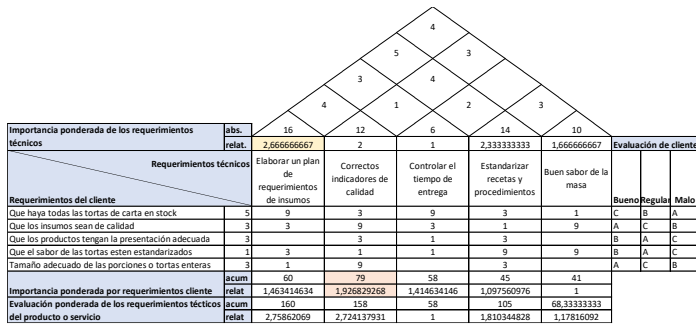 4
5 3
3 4 3
4 1 2 3
Importancia ponderada de los requerimientos técnicos abs. 16 12 6 14 10
relat. 2,666666667 2 1 2,333333333 1,666666667 Evaluación de cliente
Requerimientos técnicos Elaborar un plan de requerimientos de insumos Correctos indicadores de calidad Controlar el tiempo de entrega Estandarizar recetas y procedimientos Buen sabor de la masa
Requerimientos del cliente Bueno Regular Malo
Que haya todas las tortas de carta en stock 5 9 3 9 3 1 C B A
Que los insumos sean de calidad 3 3 9 3 1 9 A C B
Que los productos tengan la presentación adecuada 3 3 1 3 B A C
Que el sabor de las tortas esten estandarizados 1 3 1 1 9 9 B A C
Tamaño adecuado de las porciones o tortas enteras 3 1 9 3 A C B
acum 60 79 58 45 41
Importancia ponderada por requerimientos cliente relat 1,463414634 1,926829268 1,414634146 1,097560976 1
Evaluación ponderada de los requerimientos técticos acum 160 158 58 105 68,33333333
del producto o servicio relat 2,75862069 2,724137931 1 1,810344828 1,17816092